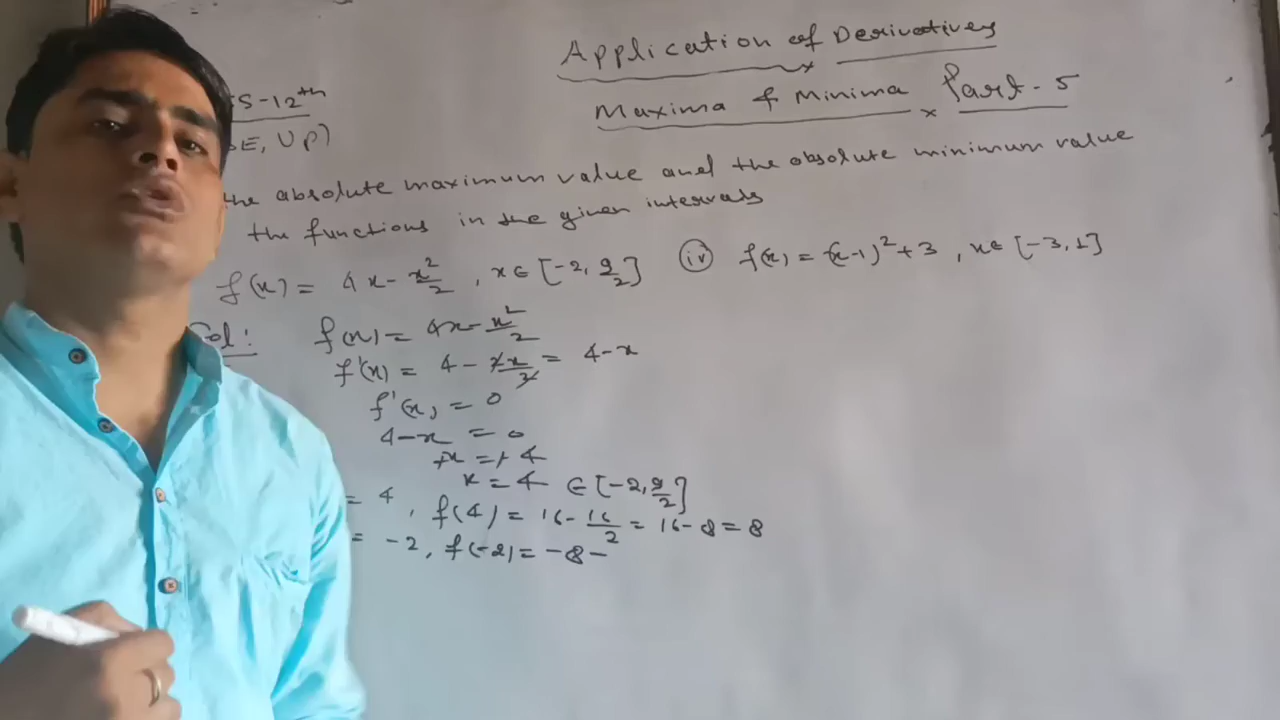 Application of Derivatives
Maxima & Minima Part-5
S-12th
E, UP)
the absolute maximum value and the absolute minimum value
the functions in the given intervals
f(x) = 4x - x²/2 , x ∈ [-2, 9/2]
(iv) f(x) = (x-1)² + 3 , x ∈ [-3, 1]
Sol: f(x) = 4x - x²/2
f'(x) = 4 - 2x/2 = 4 - x
f'(x) = 0
4 - x = 0
+x = +4
x = 4 ∈ [-2, 9/2]
= 4 , f(4) = 16 - 16/2 = 16 - 8 = 8
= -2, f(-2) = -8 -